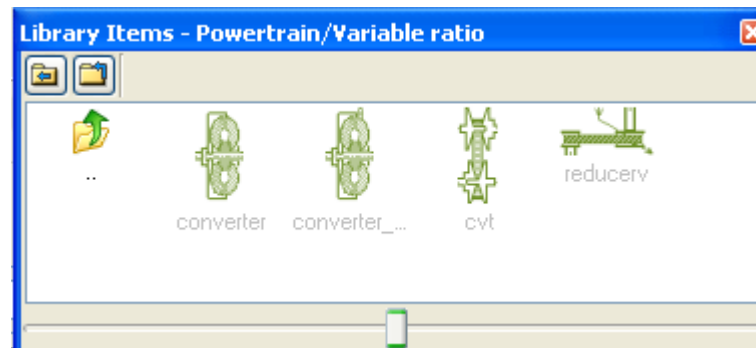 Library Items - Powertrain/Variable ratio
..
converter
converter_...
cvt
reducerv